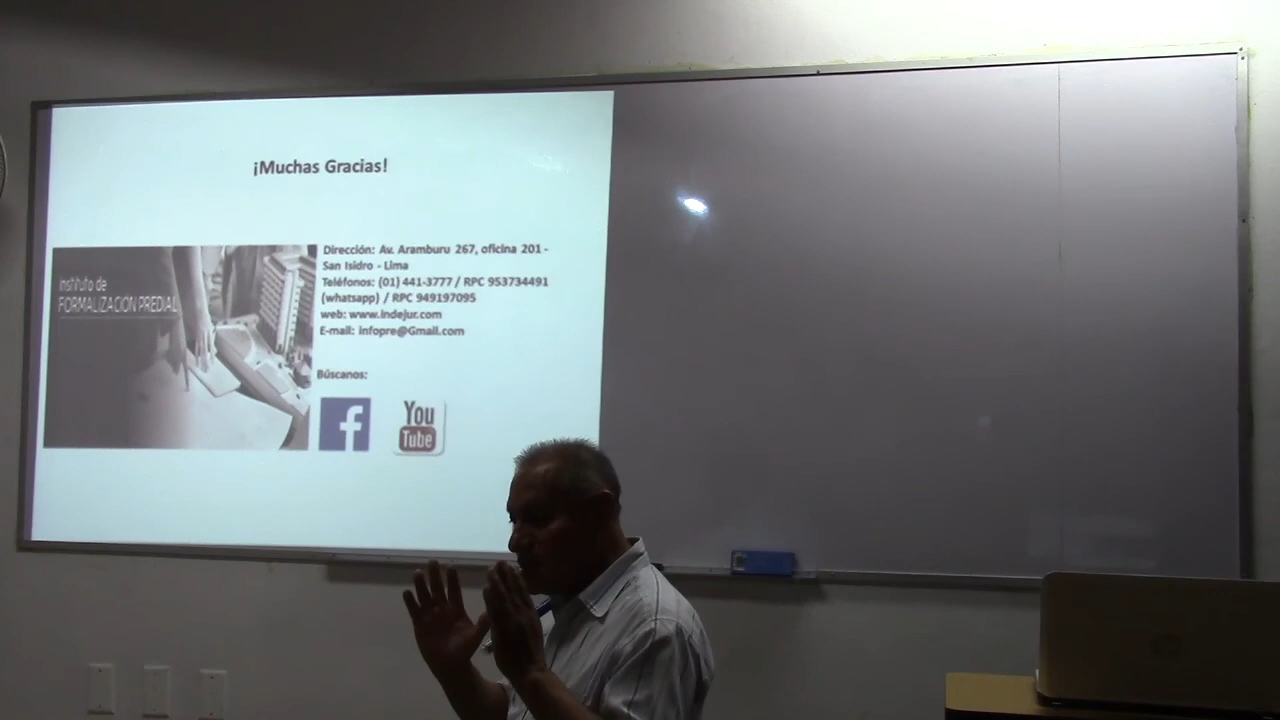 ¡Muchas Gracias!
Instituto de
FORMALIZACIÓN PREDIAL
Dirección: Av. Aramburu 267, oficina 201 -
San Isidro - Lima
Teléfonos: (01) 441-3777 / RPC 953734491
(whatsapp) / RPC 949197095
web: www.indejur.com
E-mail: infopre@Gmail.com
Búscanos:
f
You
Tube